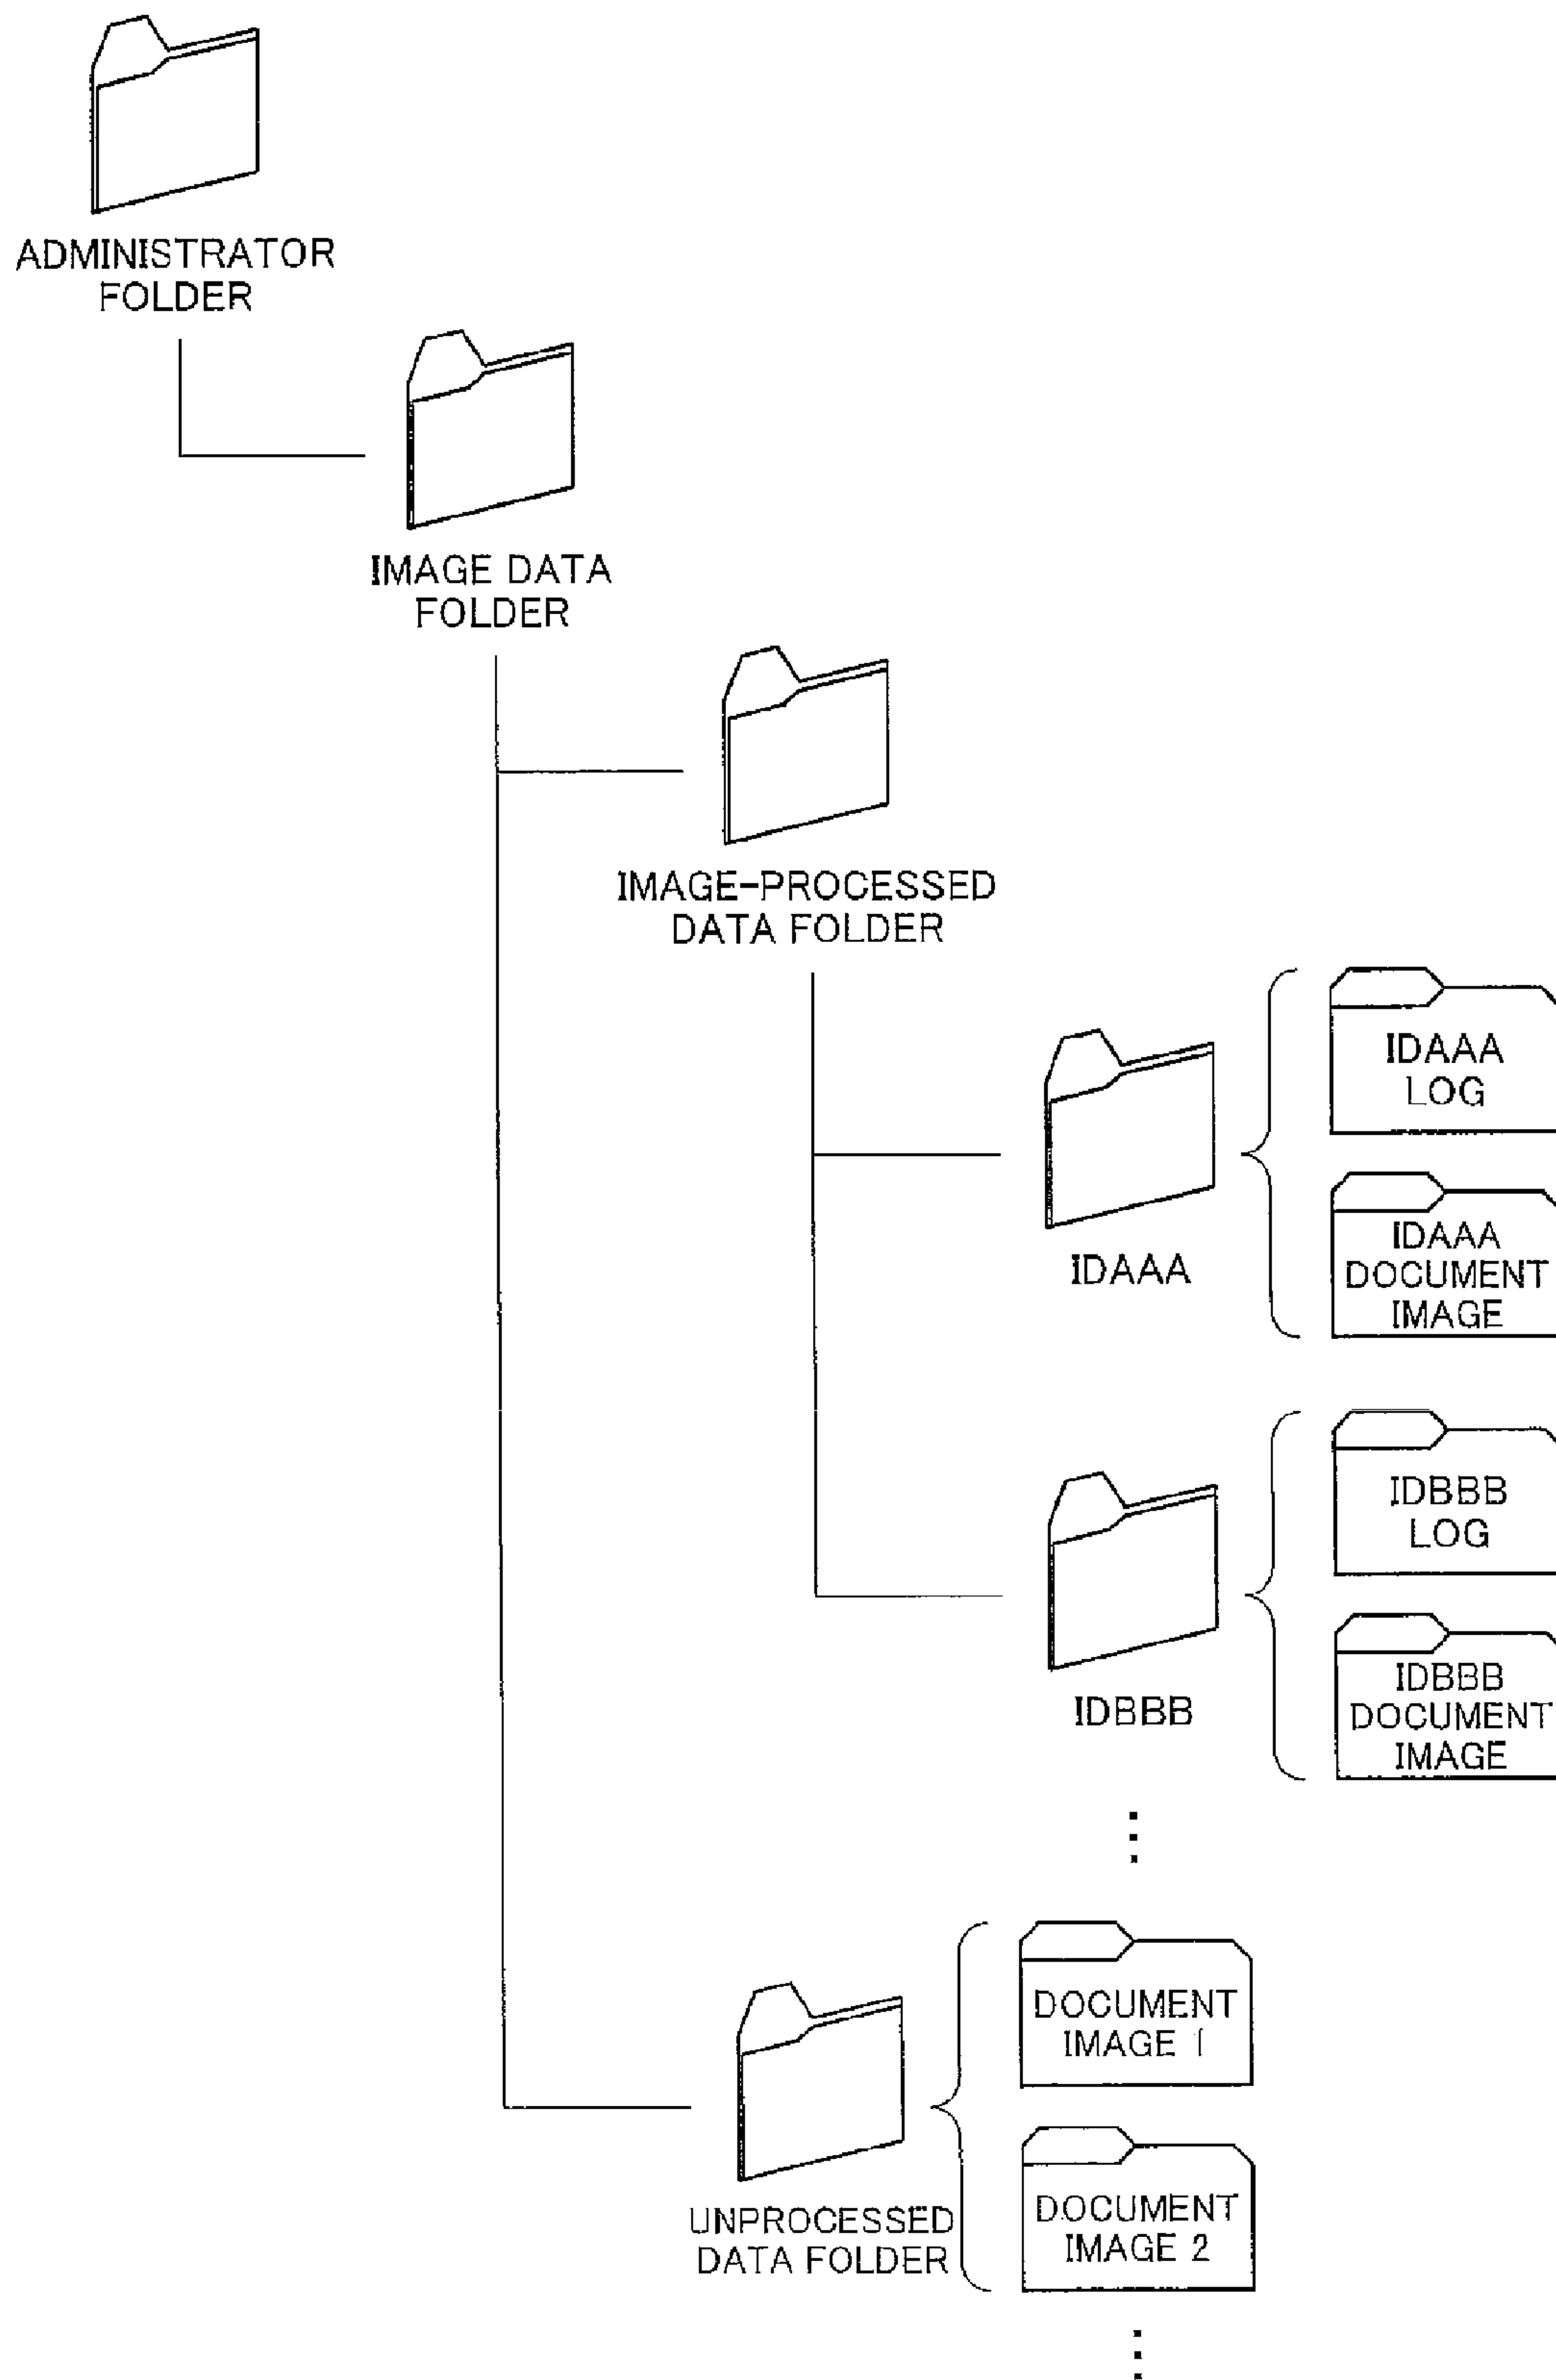 ADMINISTRATOR
FOLDER
IMAGE DATA
FOLDER
IMAGE-PROCESSED
DATA FOLDER
IDAAA
LOG
IDAAA
DOCUMENT
IMAGE
IDAAA
IDBBB
LOG
IDBBB
DOCUMENT
IMAGE
IDBBB
DOCUMENT
IMAGE 1
DOCUMENT
IMAGE 2
UNPROCESSED
DATA FOLDER